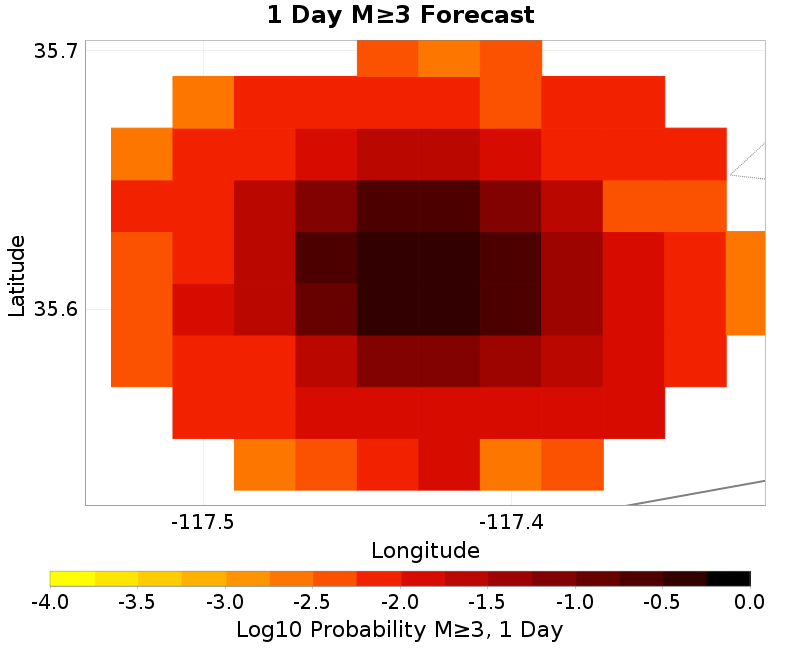 1 Day M≥3 Forecast
35.7
35.6
Latitude
-117.5 -117.4
Longitude
-4.0 -3.5 -3.0 -2.5 -2.0 -1.5 -1.0 -0.5 0.0
Log10 Probability M≥3, 1 Day